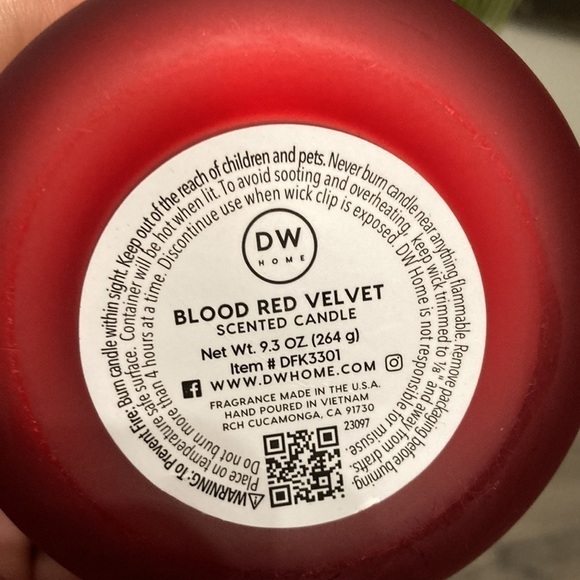 ⚠WARNING: To Prevent Fire: Burn candle within sight. Keep out of the reach of children and pets. Never burn candle near anything flammable. Remove packaging before burning
Place on temperature safe surface. Container will be hot when lit. To avoid sooting and overheating, keep wick trimmed to ⅛" and away from drafts.
Do not burn more than 4 hours at a time. Discontinue use when wick clip is exposed. DW Home is not responsible for misuse.
DW
HOME
BLOOD RED VELVET
SCENTED CANDLE
Net Wt. 9.3 OZ. (264 g)
Item # DFK3301
WWW.DWHOME.COM
FRAGRANCE MADE IN THE U.S.A.
HAND POURED IN VIETNAM
RCH CUCAMONGA, CA 91730
23097